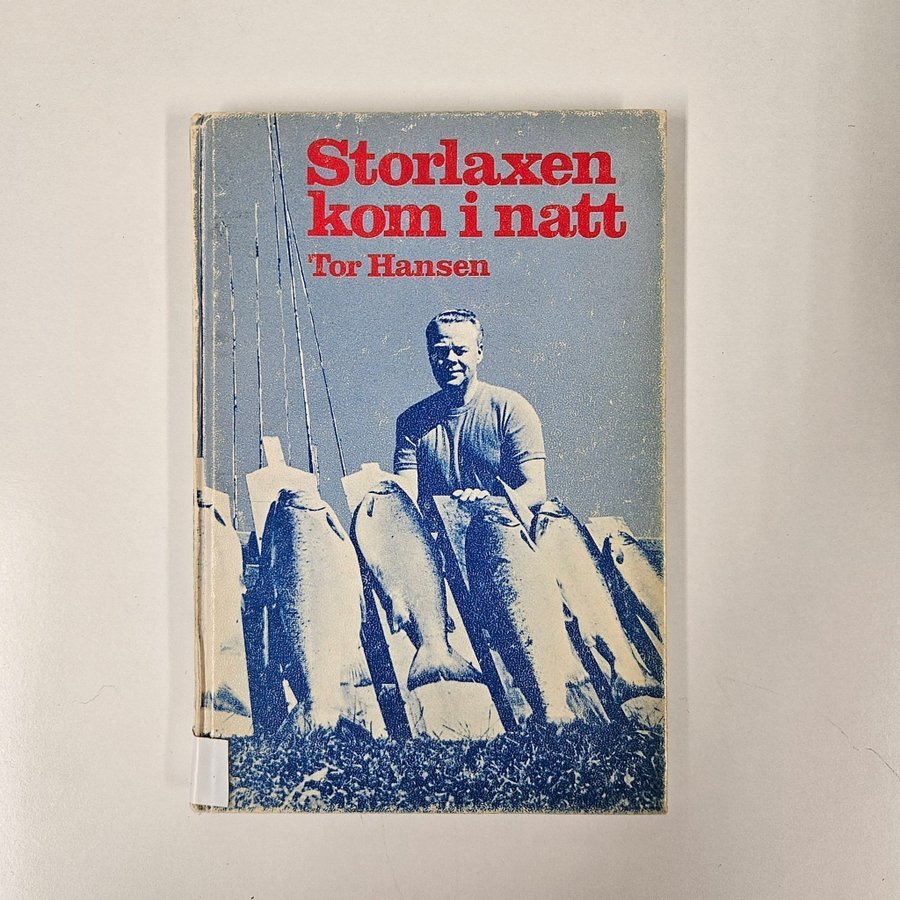 Storlaxen
kom i natt
Tor Hansen